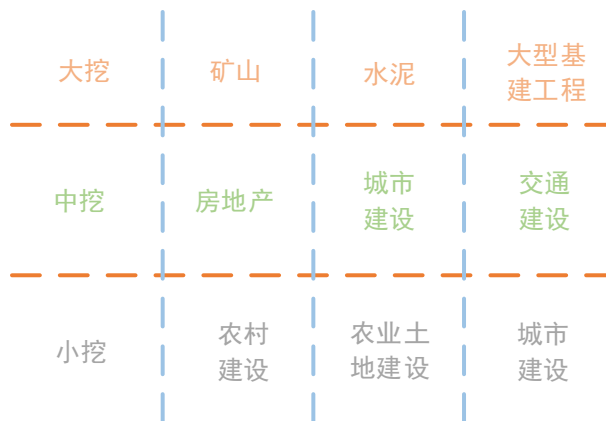 大挖
矿山
水泥
大型基
建工程
中挖
房地产
城市
建设
交通
建设
小挖
农村
建设
农业土
地建设
城市
建设